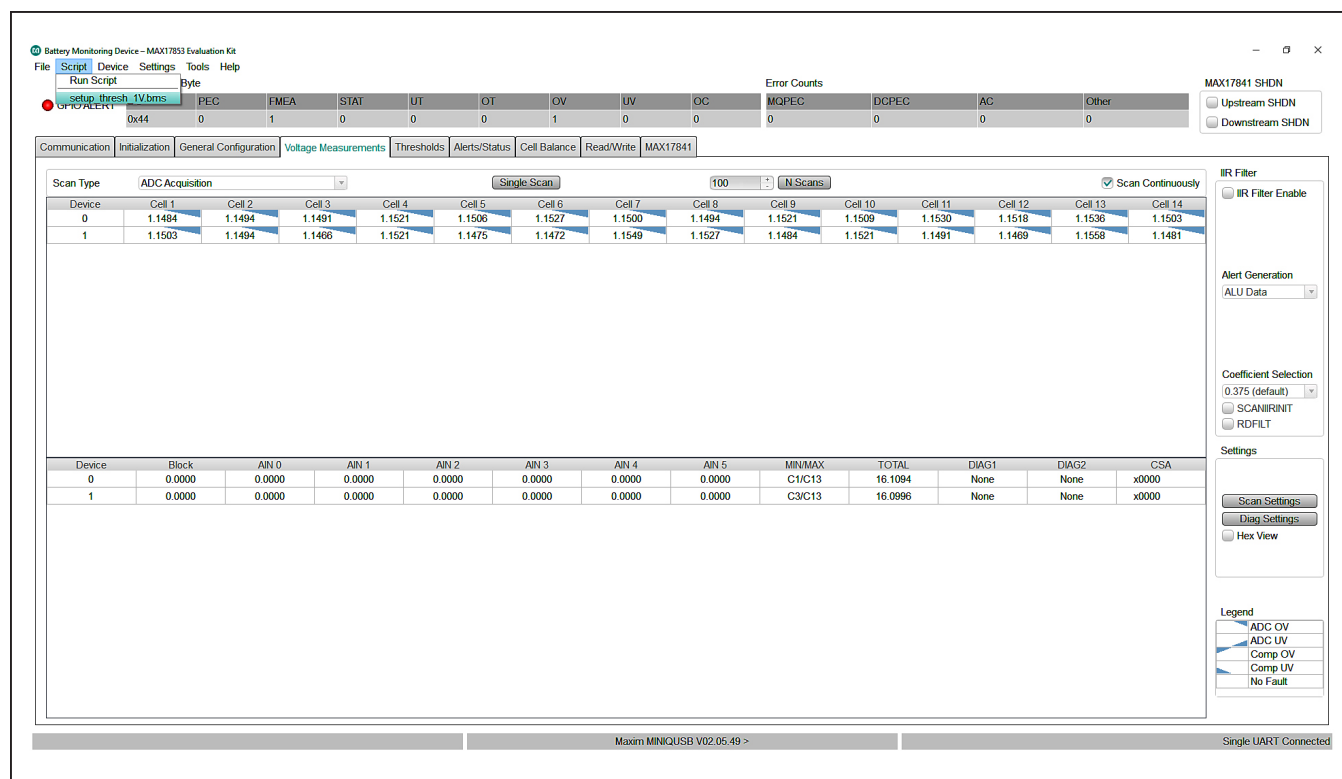 Battery Monitoring Device – MAX17853 Evaluation Kit
File Script Device Settings Tools Help
Run Script
setup_thresh_1V.bms
Byte
Error Counts
MAX17841 SHDN
GPIO ALERT PEC FMEA STAT UT OT OV UV OC MQPEC DCPEC AC Other
0x44 0 1 0 0 0 1 0 0 0 0 0 0
Upstream SHDN
Downstream SHDN
Communication Initialization General Configuration Voltage Measurements Thresholds Alerts/Status Cell Balance Read/Write MAX17841
Scan Type ADC Acquisition Single Scan 100 N Scans Scan Continuously
Device Cell 1 Cell 2 Cell 3 Cell 4 Cell 5 Cell 6 Cell 7 Cell 8 Cell 9 Cell 10 Cell 11 Cell 12 Cell 13 Cell 14
0 1.1484 1.1494 1.1491 1.1521 1.1506 1.1527 1.1500 1.1494 1.1521 1.1509 1.1530 1.1518 1.1536 1.1503
1 1.1503 1.1494 1.1466 1.1521 1.1475 1.1472 1.1549 1.1527 1.1484 1.1521 1.1491 1.1469 1.1558 1.1481
Device Block AIN 0 AIN 1 AIN 2 AIN 3 AIN 4 AIN 5 MIN/MAX TOTAL DIAG1 DIAG2 CSA
0 0.0000 0.0000 0.0000 0.0000 0.0000 0.0000 0.0000 C1/C13 16.1094 None None x0000
1 0.0000 0.0000 0.0000 0.0000 0.0000 0.0000 0.0000 C3/C13 16.0996 None None x0000
IIR Filter
IIR Filter Enable
Alert Generation
ALU Data
Coefficient Selection
0.375 (default)
SCANIIRINIT
RDFILT
Settings
Scan Settings
Diag Settings
Hex View
Legend
ADC OV
ADC UV
Comp OV
Comp UV
No Fault
Maxim MINIQUSB V02.05.49 >
Single UART Connected